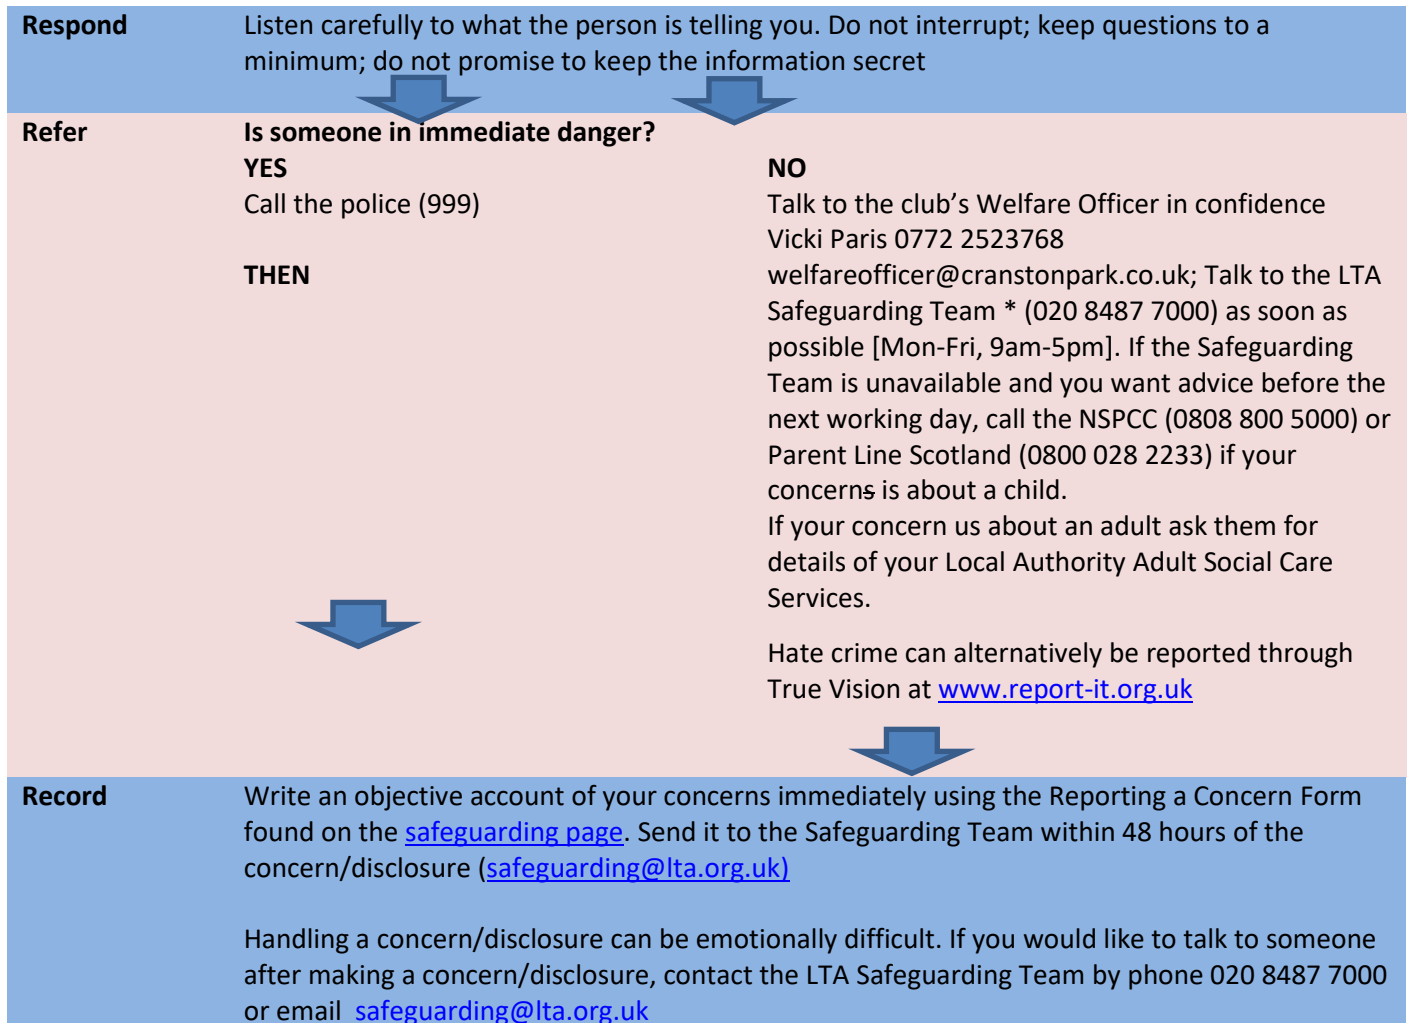 Respond
Listen carefully to what the person is telling you. Do not interrupt; keep questions to a
minimum; do not promise to keep the information secret
Refer
Is someone in immediate danger?
YES
Call the police (999)
THEN
NO
Talk to the club’s Welfare Officer in confidence
Vicki Paris 0772 2523768
welfareofficer@cranstonpark.co.uk; Talk to the LTA
Safeguarding Team * (020 8487 7000) as soon as
possible [Mon-Fri, 9am-5pm]. If the Safeguarding
Team is unavailable and you want advice before the
next working day, call the NSPCC (0808 800 5000) or
Parent Line Scotland (0800 028 2233) if your
concerns is about a child.
If your concern us about an adult ask them for
details of your Local Authority Adult Social Care
Services.
Hate crime can alternatively be reported through
True Vision at www.report-it.org.uk
Record
Write an objective account of your concerns immediately using the Reporting a Concern Form
found on the safeguarding page. Send it to the Safeguarding Team within 48 hours of the
concern/disclosure (safeguarding@lta.org.uk)
Handling a concern/disclosure can be emotionally difficult. If you would like to talk to someone
after making a concern/disclosure, contact the LTA Safeguarding Team by phone 020 8487 7000
or email safeguarding@lta.org.uk